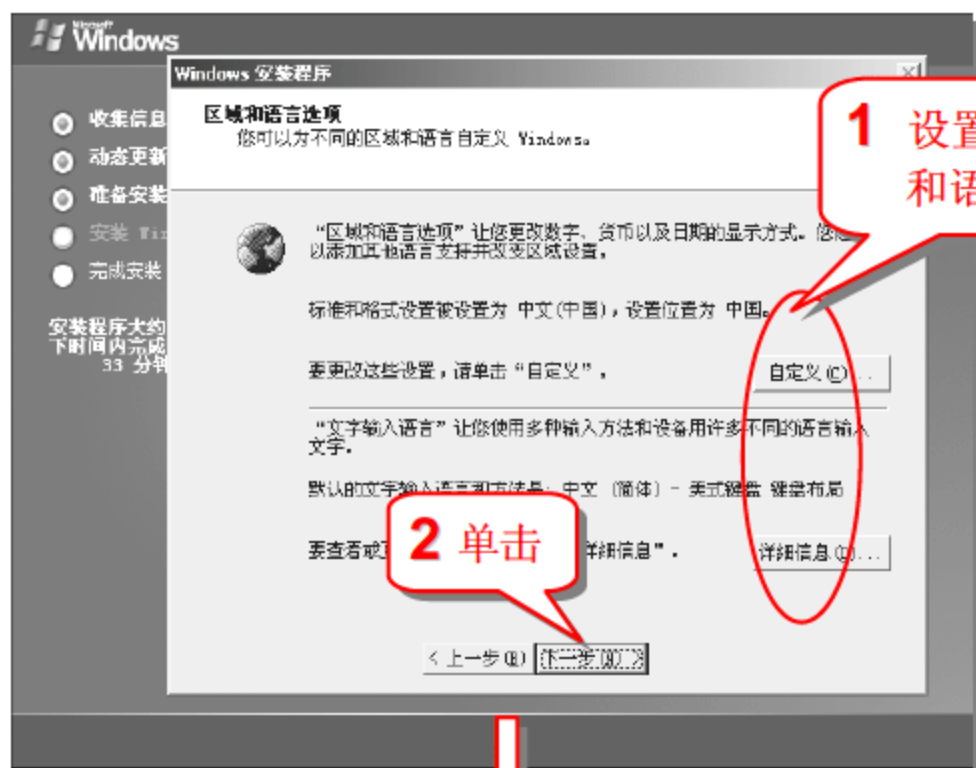 Microsoft
Windows
Windows 安装程序
区域和语言选项
您可以为不同的区域和语言自定义 Windows。
收集信息
动态更新
准备安装
安装 Win
完成安装
安装程序大约
下时间内完成
33 分钟
“区域和语言选项”让您更改数字、货币以及日期的显示方式。您
以添加其他语言支持并改变区域设置。
标准和格式设置被设置为 中文(中国)，设置位置为 中国。
要更改这些设置，请单击“自定义”。
自定义(C)...
“文字输入语言”让您使用多种输入方法和设备用许多不同的语言输入
文字。
默认的文字输入语言和方法是: 中文 (简体) - 美式键盘 键盘布局
要查看或
详细信息”。
详细信息(D)...
< 上一步(B)
下一步(N) >
1 设置
和语
2 单击